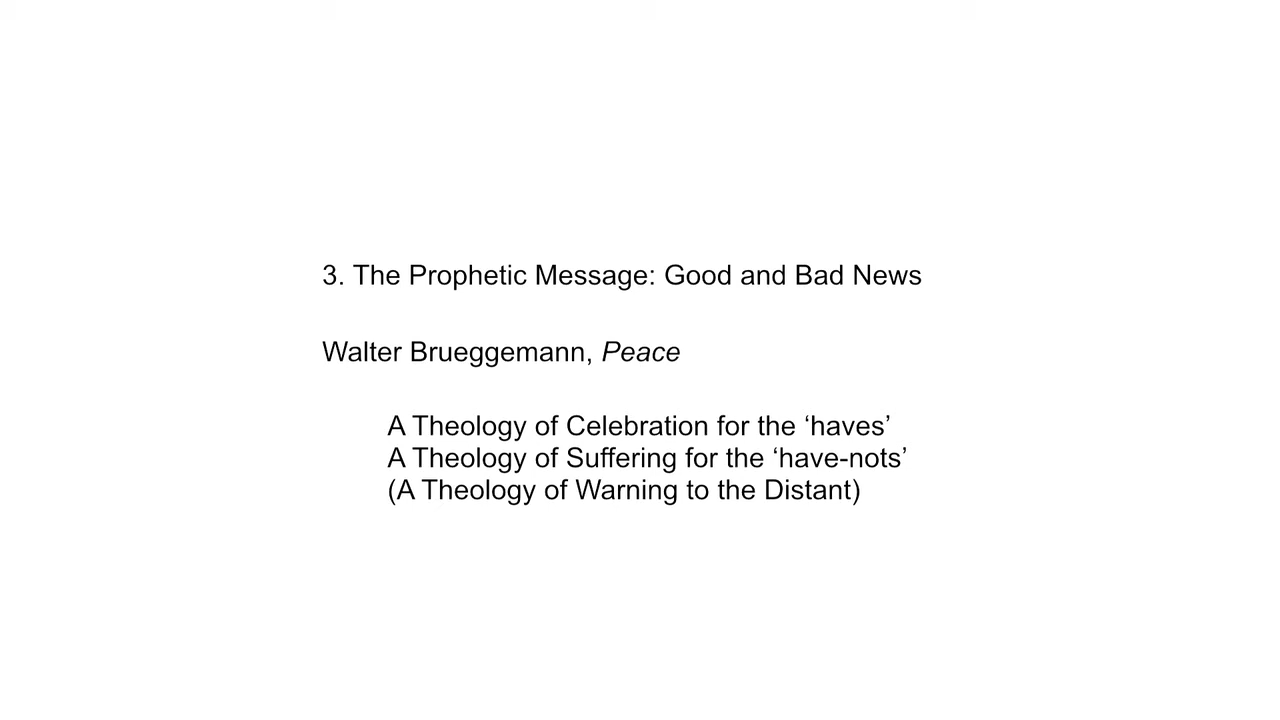 3. The Prophetic Message: Good and Bad News
Walter Brueggemann, Peace
A Theology of Celebration for the ‘haves’
A Theology of Suffering for the ‘have-nots’
(A Theology of Warning to the Distant)